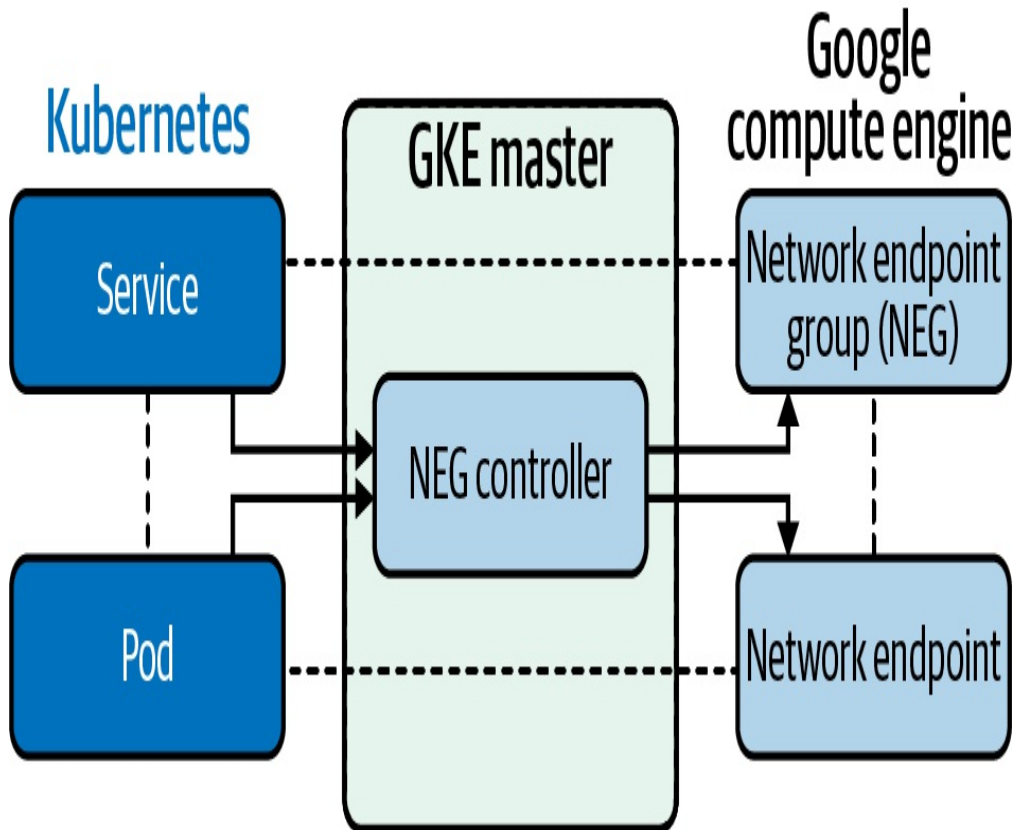 Kubernetes
Service
Pod
GKE master
NEG controller
Google
compute engine
Network endpoint
group (NEG)
Network endpoint